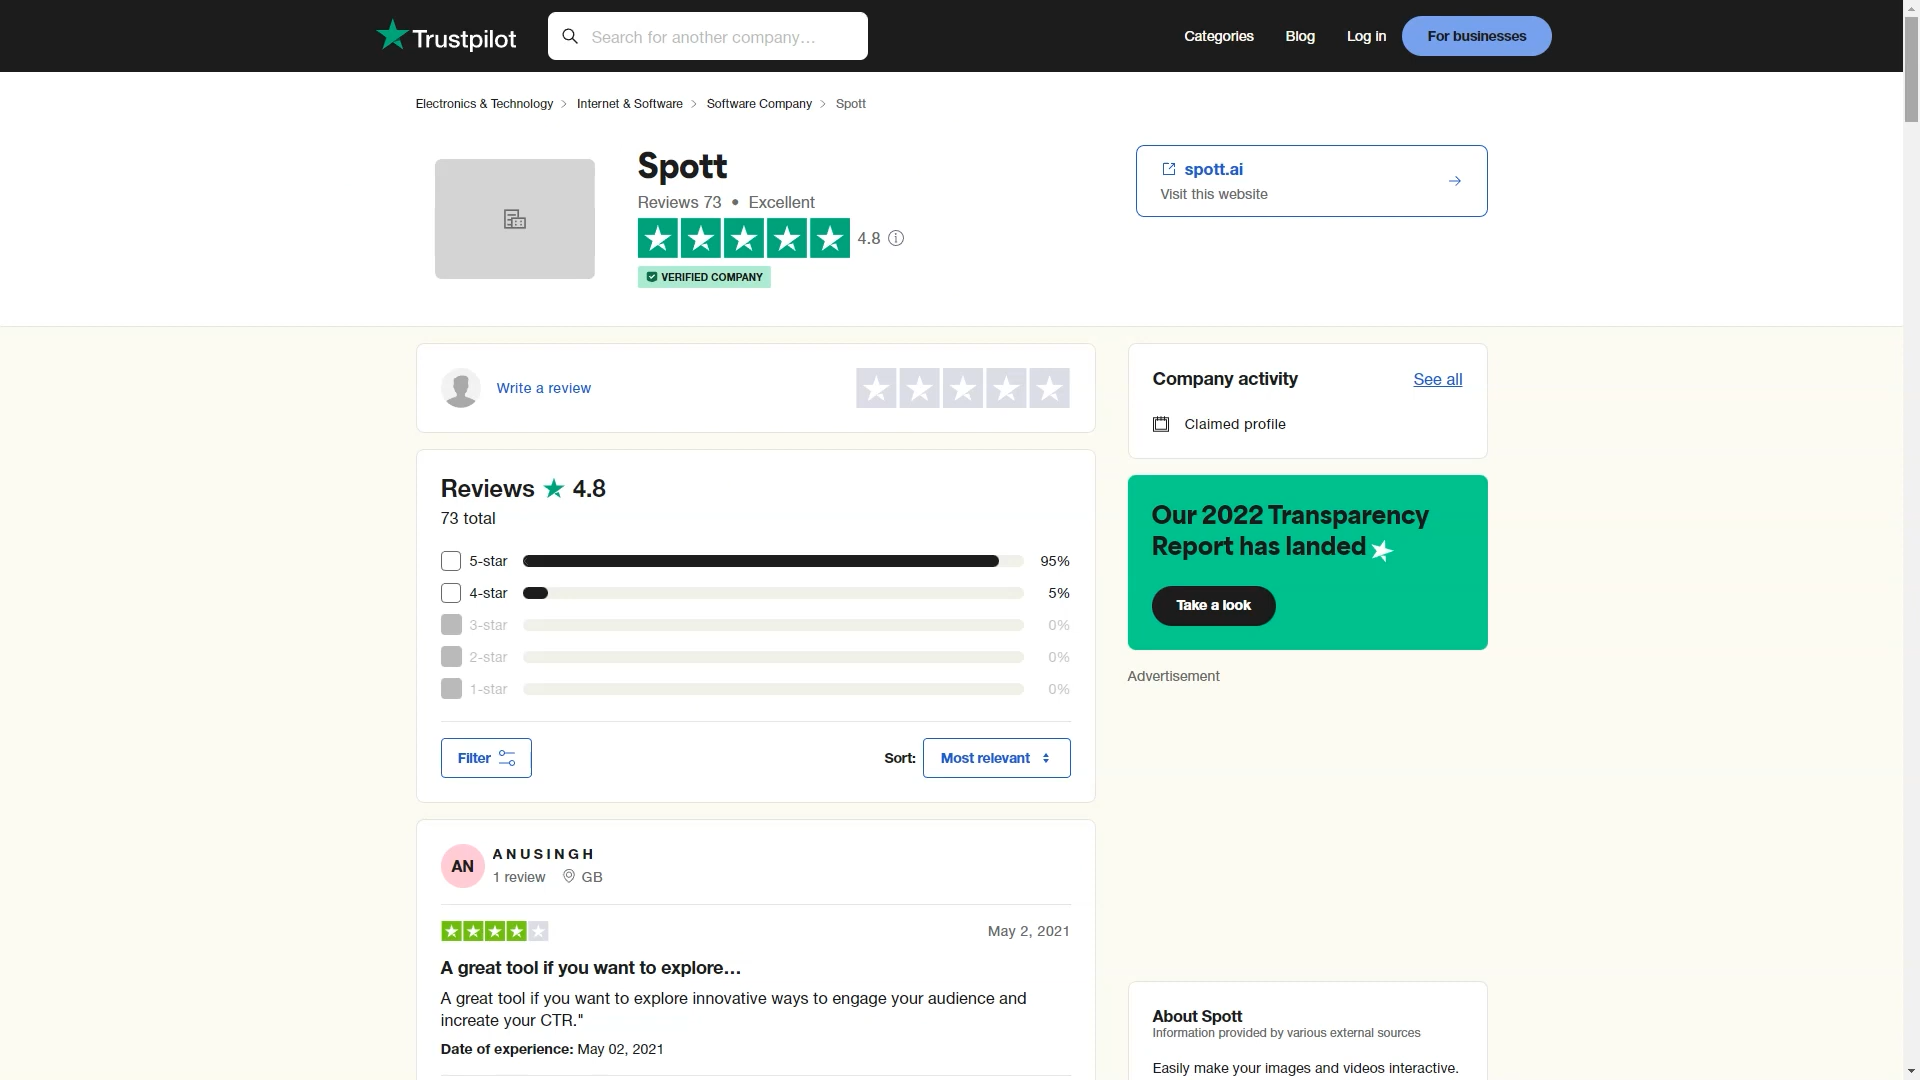 Trustpilot
Search for another company…
Categories
Blog
Log in
For businesses
Electronics & Technology > Internet & Software > Software Company > Spott
Spott
Reviews 73 • Excellent
4.8
VERIFIED COMPANY
spott.ai
Visit this website
Write a review
Company activity
See all
Claimed profile
Reviews ★ 4.8
73 total
5-star 95%
4-star 5%
3-star 0%
2-star 0%
1-star 0%
Filter
Sort: Most relevant
Our 2022 Transparency
Report has landed
Take a look
Advertisement
AN
ANUSINGH
1 review GB
May 2, 2021
A great tool if you want to explore…
A great tool if you want to explore innovative ways to engage your audience and
increate your CTR."
Date of experience: May 02, 2021
About Spott
Information provided by various external sources
Easily make your images and videos interactive.